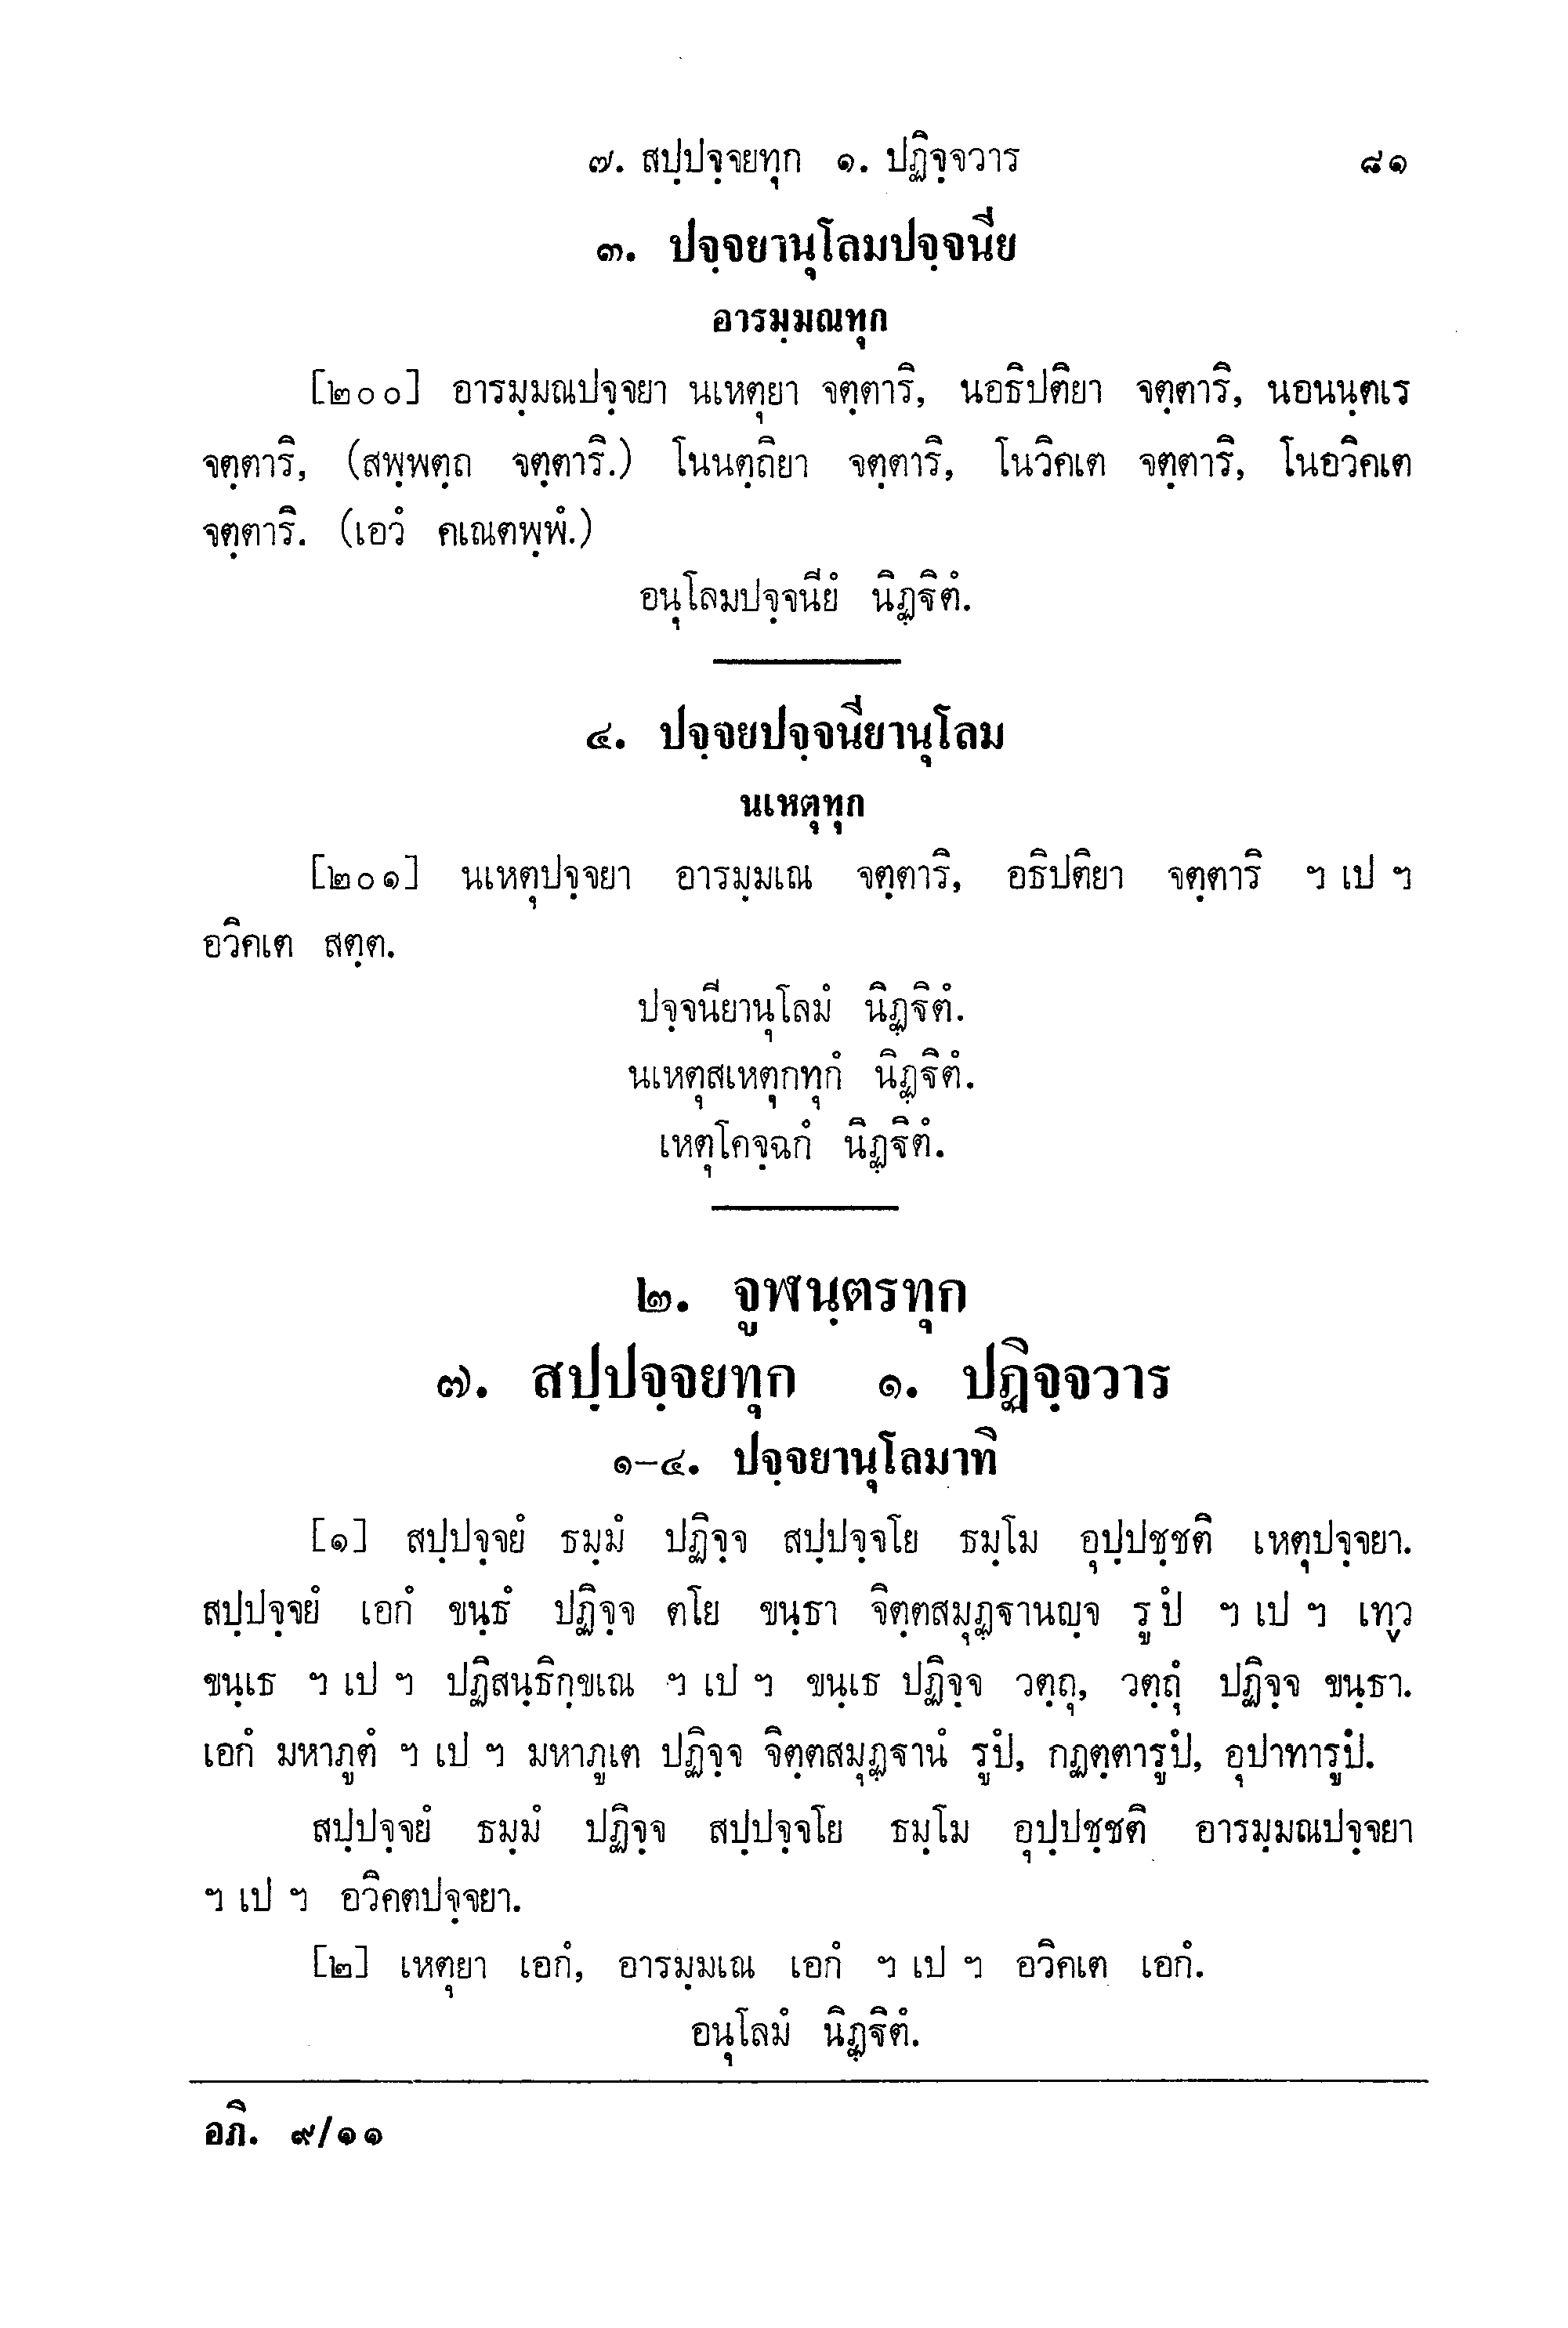 ๗. สปฺปจฺจยทุก ๑. ปฏิจฺจวาร ๘๑
๓. ปจฺจยานุโลมปจฺจนีย
อารมฺมณทุก
[๒๐๐] อารมฺมณปจฺจยา นเหตุยา จตฺตาริ, นอธิปติยา จตฺตาริ, นอนนฺตเร
จตฺตาริ, (สพฺพตฺถ จตฺตาริ.) โนนตฺถิยา จตฺตาริ, โนวิคเต จตฺตาริ, โนอวิคเต
จตฺตาริ. (เอวํ คเณตพฺพํ.)
อนุโลมปจฺจนียํ นิฏฺฐิตํ.
๔. ปจฺจยปจฺจนียานุโลม
นเหตุทุก
[๒๐๑] นเหตุปจฺจยา อารมฺมเณ จตฺตาริ, อธิปติยา จตฺตาริ ฯ เป ฯ
อวิคเต สตฺต.
ปจฺจนียานุโลมํ นิฏฺฐิตํ.
นเหตุสเหตุกทุกํ นิฏฺฐิตํ.
เหตุโคจฺฉกํ นิฏฺฐิตํ.
๒. จูฬนฺตรทุก
๗. สปฺปจฺจยทุก ๑. ปฏิจฺจวาร
๑-๔. ปจฺจยานุโลมาทิ
[๑] สปฺปจฺจยํ ธมฺมํ ปฏิจฺจ สปฺปจฺจโย ธมฺโม อุปฺปชฺชติ เหตุปจฺจยา.
สปฺปจฺจยํ เอกํ ขนฺธํ ปฏิจฺจ ตโย ขนฺธา จิตฺตสมุฏฺฐานญฺจ รูปํ ฯ เป ฯ เทฺว
ขนฺเธ ฯ เป ฯ ปฏิสนฺธิกฺขเณ ฯ เป ฯ ขนฺเธ ปฏิจฺจ วตฺถุ, วตฺถุํ ปฏิจฺจ ขนฺธา.
เอกํ มหาภูตํ ฯ เป ฯ มหาภูเต ปฏิจฺจ จิตฺตสมุฏฺฐานํ รูปํ, กฏตฺตารูปํ, อุปาทารูปํ.
สปฺปจฺจยํ ธมฺมํ ปฏิจฺจ สปฺปจฺจโย ธมฺโม อุปฺปชฺชติ อารมฺมณปจฺจยา
ฯ เป ฯ อวิคตปจฺจยา.
[๒] เหตุยา เอกํ, อารมฺมเณ เอกํ ฯ เป ฯ อวิคเต เอกํ.
อนุโลมํ นิฏฺฐิตํ.
อภิ. ๙/๑๑